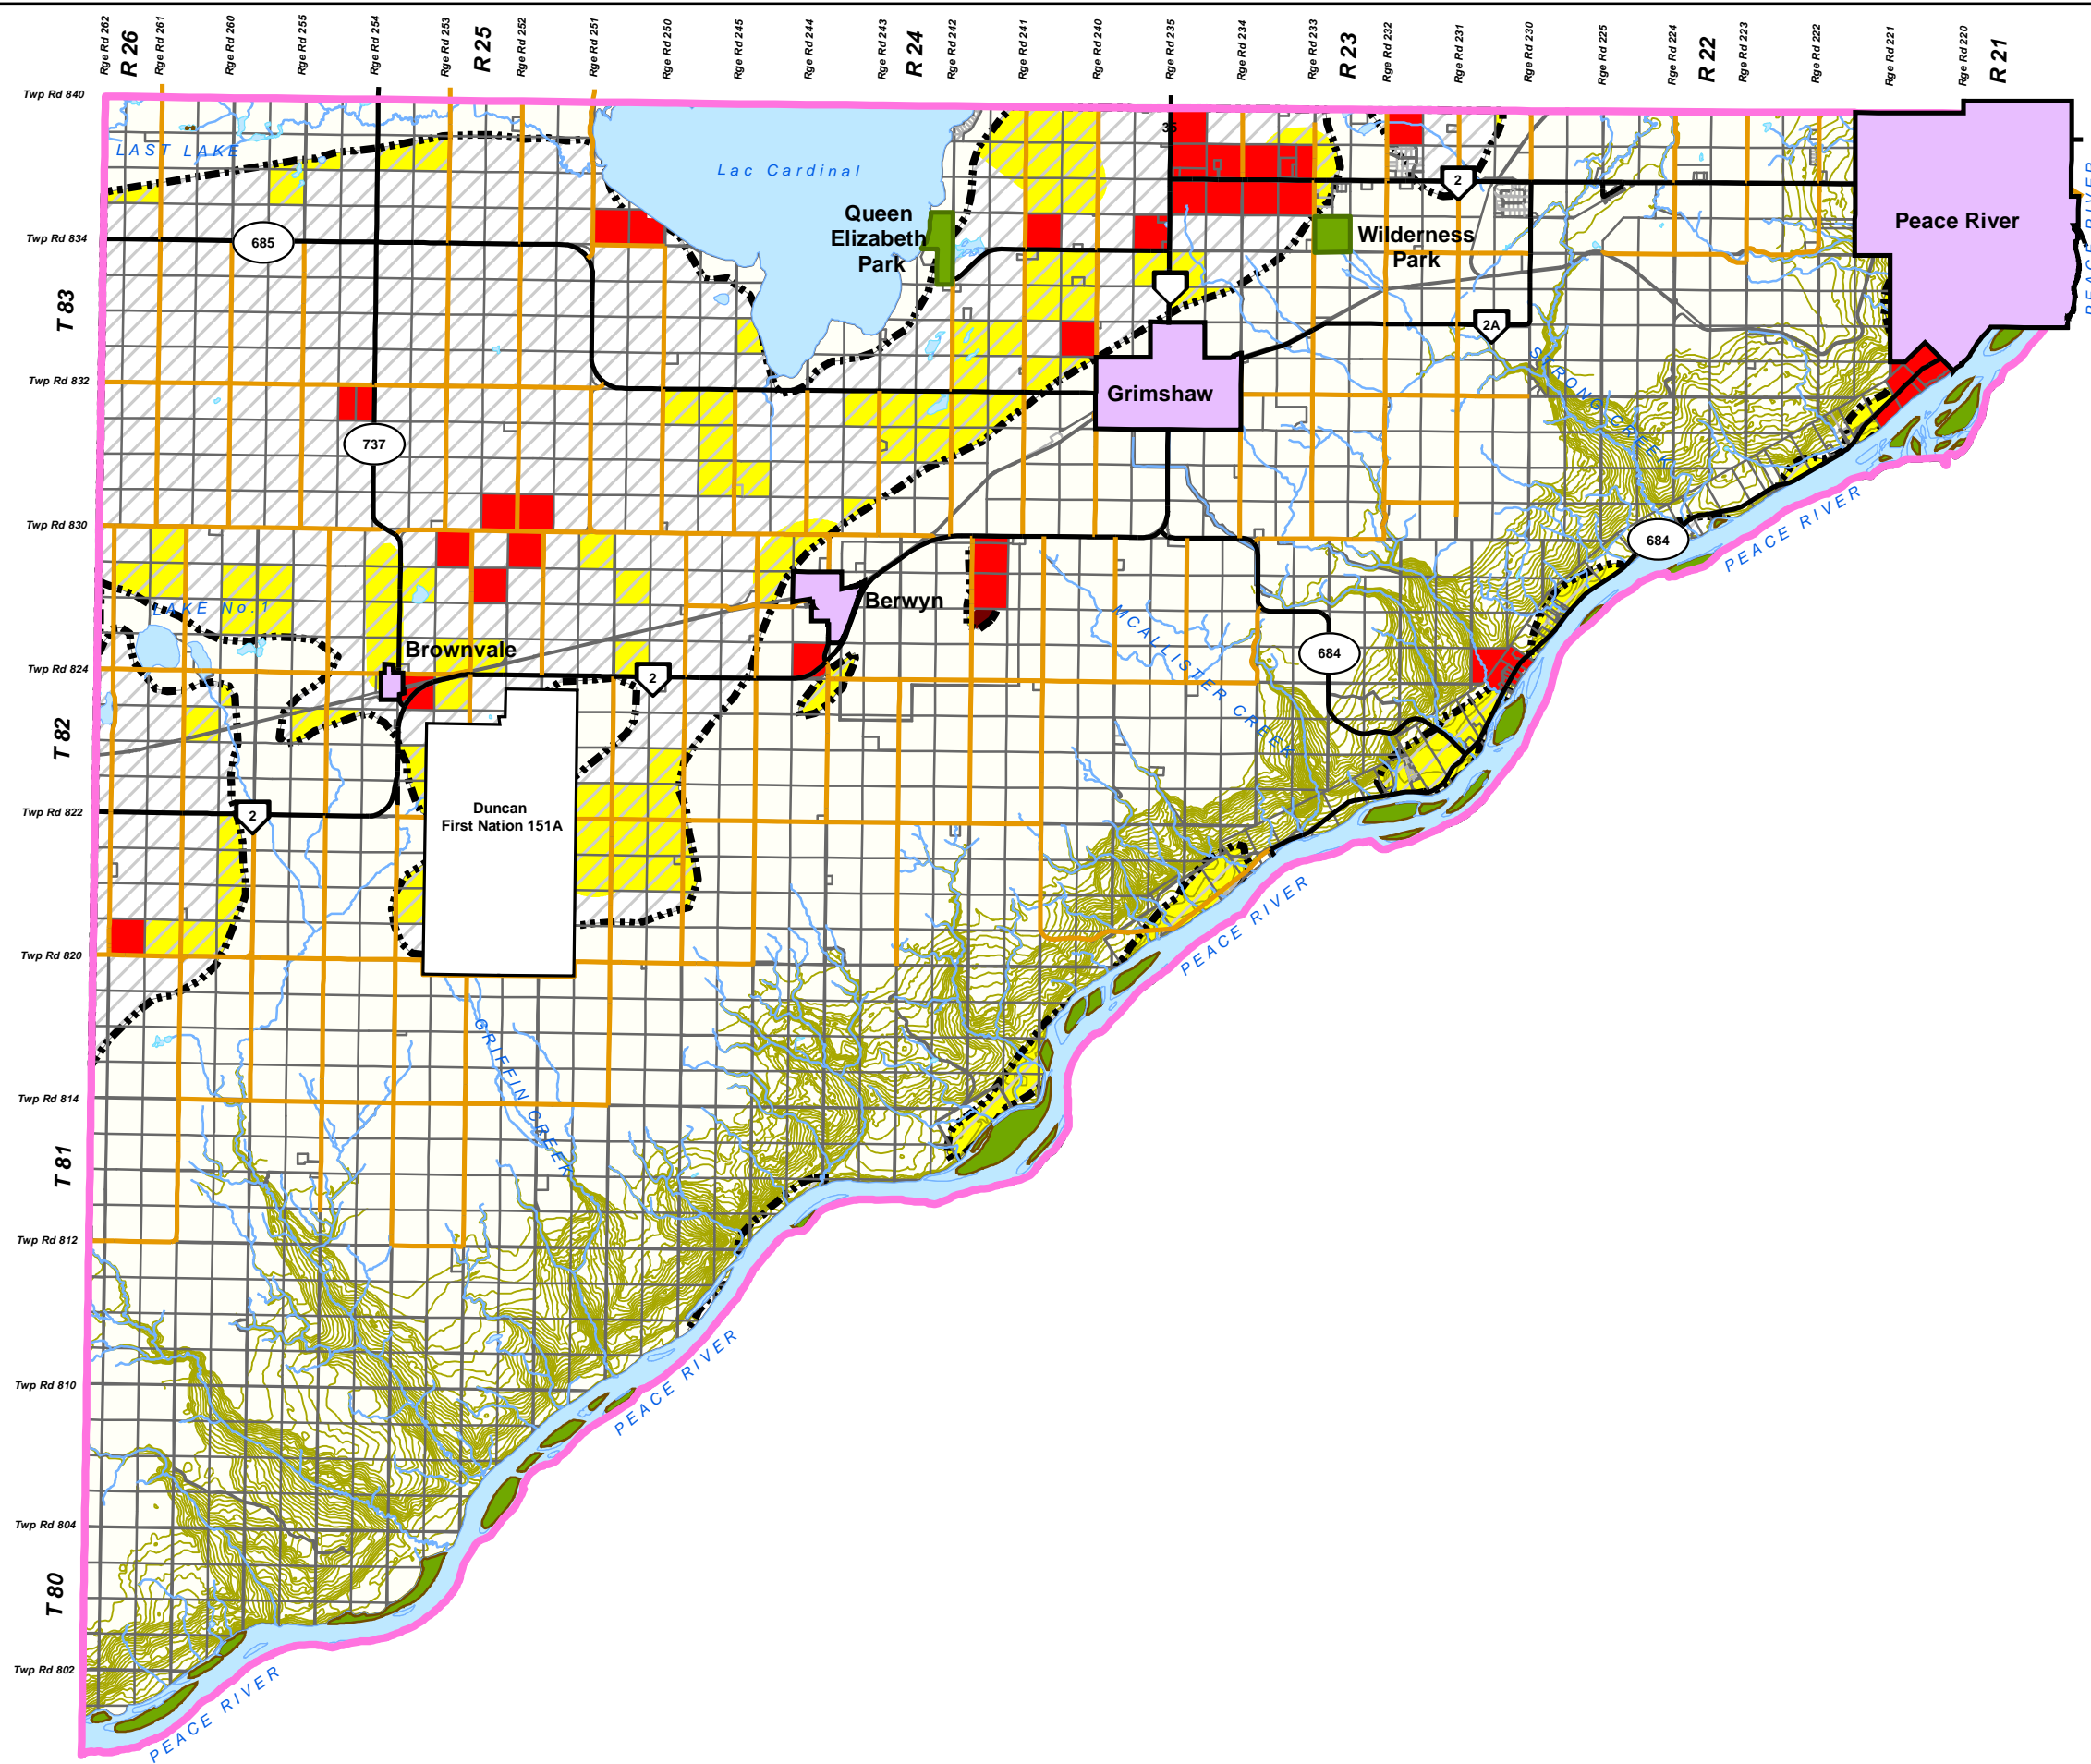 Rge Rd 262
R 26
Rge Rd 261
Rge Rd 260
Rge Rd 255
Rge Rd 254
Rge Rd 253
R 25
Rge Rd 252
Rge Rd 251
Rge Rd 250
Rge Rd 245
Rge Rd 244
Rge Rd 243
R 24
Rge Rd 242
Rge Rd 241
Rge Rd 240
Rge Rd 235
Rge Rd 234
Rge Rd 233
R 23
Rge Rd 232
Rge Rd 231
Rge Rd 230
Rge Rd 225
Rge Rd 224
R 22
Rge Rd 223
Rge Rd 222
Rge Rd 221
Rge Rd 220
R 21
Twp Rd 840
35
LAST LAKE
Lac Cardinal
2
Queen
Elizabeth
Park
Peace River
PEACE RIVER
Wilderness
Park
Twp Rd 834
685
T 83
2A
STRONG CREEK
Twp Rd 832
Grimshaw
737
Twp Rd 830
684
PEACE RIVER
LAKE No.1
Berwyn
MCALLISTER CREEK
Brownvale
684
Twp Rd 824
2
T 82
Duncan
First Nation 151A
Twp Rd 822
2
PEACE RIVER
Twp Rd 820
GRIFFIN CREEK
Twp Rd 814
T 81
Twp Rd 812
PEACE RIVER
Twp Rd 810
Twp Rd 804
T 80
Twp Rd 802
PEACE RIVER